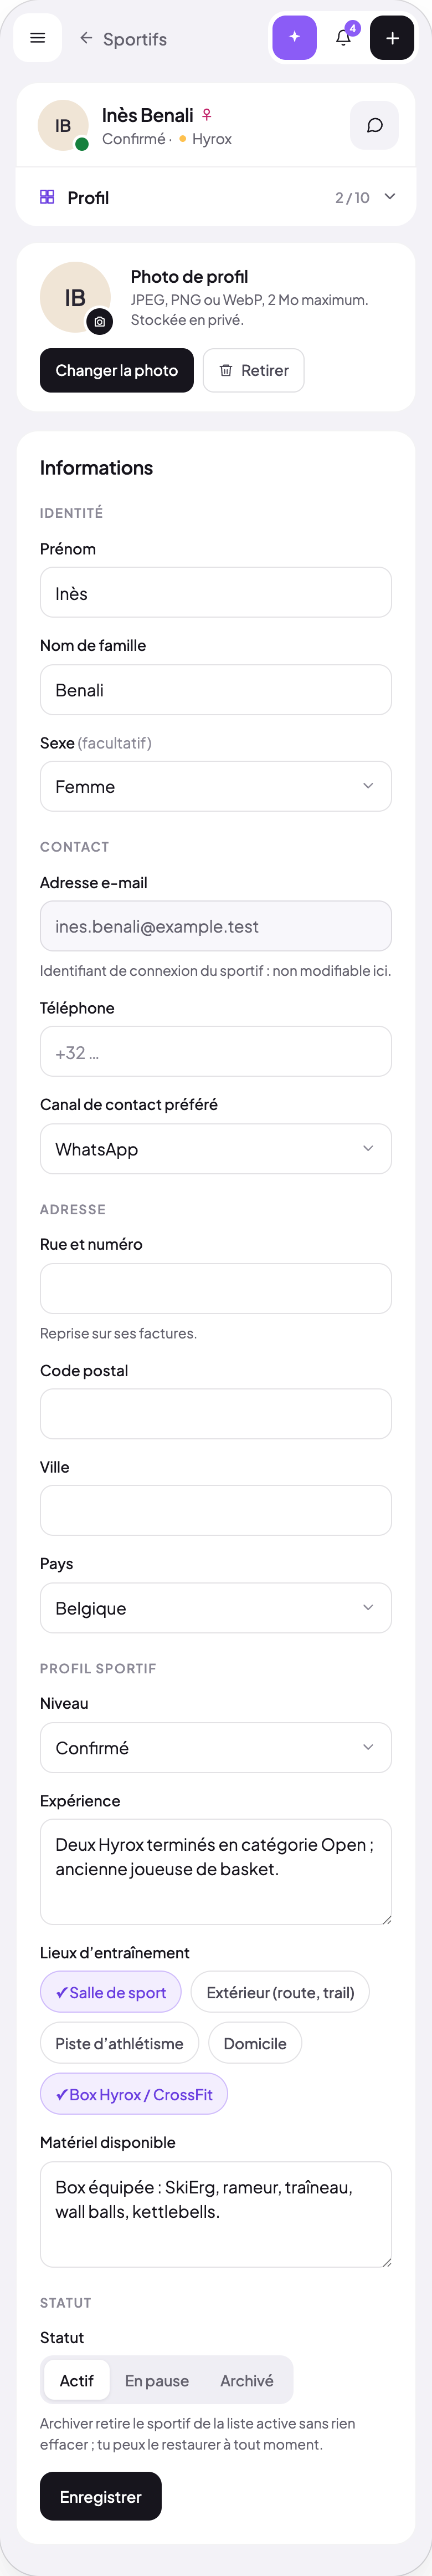 Sportifs
4
IB
Inès Benali ♀
Confirmé · Hyrox
Profil
2 / 10
IB
Photo de profil
JPEG, PNG ou WebP, 2 Mo maximum.
Stockée en privé.
Changer la photo
Retirer
Informations
IDENTITÉ
Prénom
Inès
Nom de famille
Benali
Sexe (facultatif)
Femme
CONTACT
Adresse e-mail
ines.benali@example.test
Identifiant de connexion du sportif : non modifiable ici.
Téléphone
+32 …
Canal de contact préféré
WhatsApp
ADRESSE
Rue et numéro
Reprise sur ses factures.
Code postal
Ville
Pays
Belgique
PROFIL SPORTIF
Niveau
Confirmé
Expérience
Deux Hyrox terminés en catégorie Open ;
ancienne joueuse de basket.
Lieux d’entraînement
✓Salle de sport
Extérieur (route, trail)
Piste d’athlétisme
Domicile
✓Box Hyrox / CrossFit
Matériel disponible
Box équipée : SkiErg, rameur, traîneau,
wall balls, kettlebells.
STATUT
Statut
Actif
En pause
Archivé
Archiver retire le sportif de la liste active sans rien
effacer ; tu peux le restaurer à tout moment.
Enregistrer